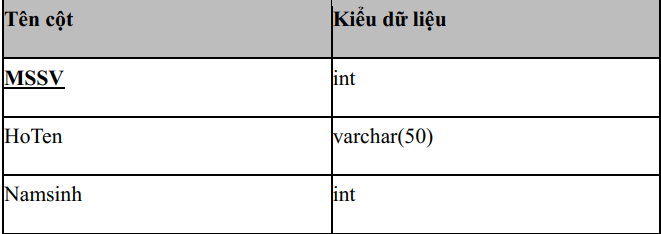 Tên cột Kiểu dữ liệu
MSSV int
HoTen varchar(50)
Namsinh int